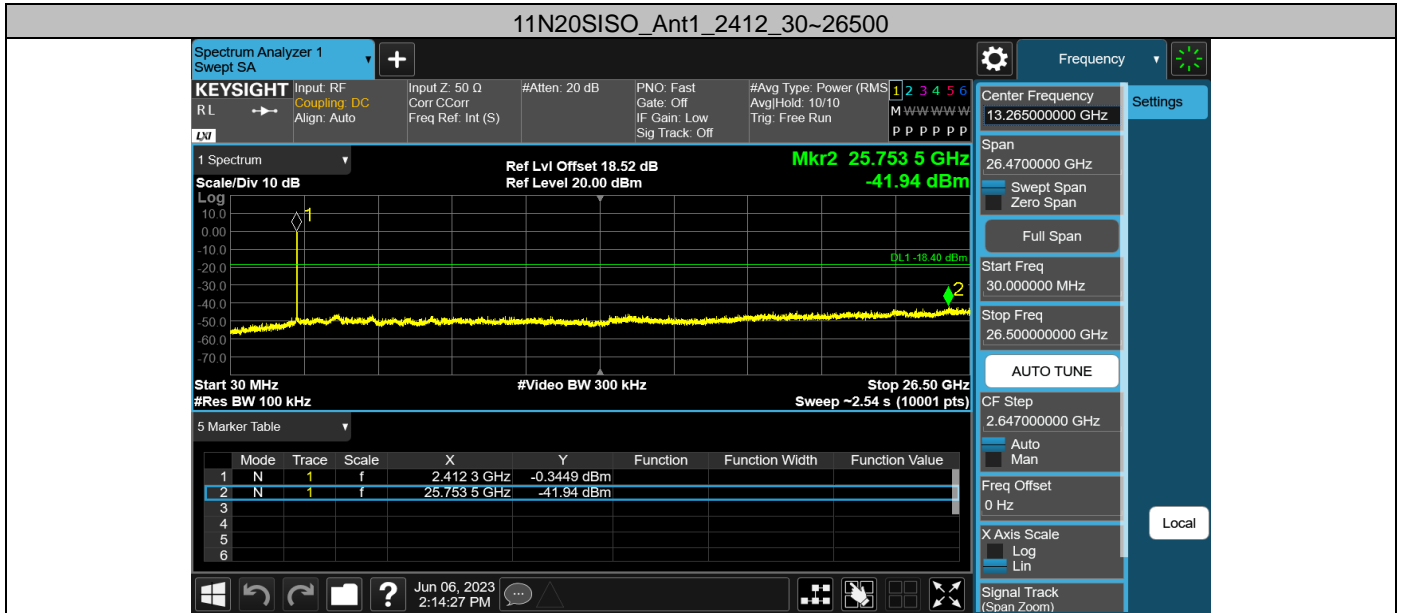 11N20SISO_Ant1_2412_30~26500
Spectrum Analyzer 1
Swept SA
+
Frequency
KEYSIGHT
RL
LXI
Input: RF
Coupling: DC
Align: Auto
Input Z: 50 Ω
Corr CCorr
Freq Ref: Int (S)
#Atten: 20 dB
PNO: Fast
Gate: Off
IF Gain: Low
Sig Track: Off
#Avg Type: Power (RMS
Avg|Hold: 10/10
Trig: Free Run
1 2 3 4 5 6
M W W W W W
P P P P P P
1 Spectrum
Scale/Div 10 dB
Ref Lvl Offset 18.52 dB
Ref Level 20.00 dBm
Mkr2 25.753 5 GHz
-41.94 dBm
Log
10.0
0.00
-10.0
-20.0
-30.0
-40.0
-50.0
-60.0
-70.0
1
DL1 -18.40 dBm
2
Start 30 MHz
#Video BW 300 kHz
Stop 26.50 GHz
#Res BW 100 kHz
Sweep ~2.54 s (10001 pts)
5 Marker Table
Mode Trace Scale X Y Function Function Width Function Value
1 N 1 f 2.412 3 GHz -0.3449 dBm
2 N 1 f 25.753 5 GHz -41.94 dBm
3
4
5
6
Center Frequency
13.265000000 GHz
Settings
Span
26.4700000 GHz
Swept Span
Zero Span
Full Span
Start Freq
30.000000 MHz
Stop Freq
26.500000000 GHz
AUTO TUNE
CF Step
2.647000000 GHz
Auto
Man
Freq Offset
0 Hz
Local
X Axis Scale
Log
Lin
Signal Track
(Span Zoom)
?
Jun 06, 2023
2:14:27 PM